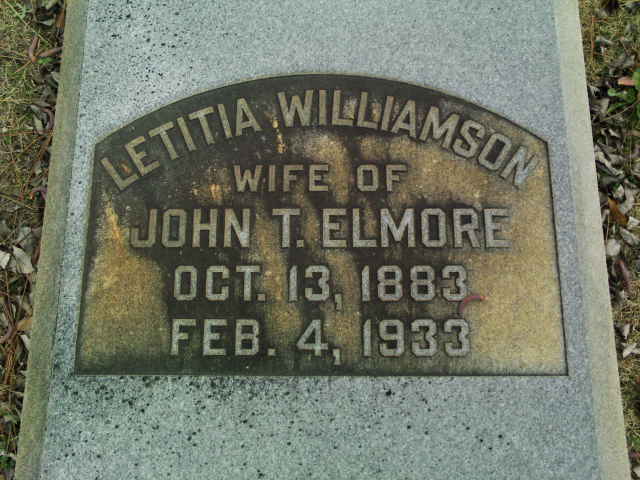 LETITIA WILLIAMSON
WIFE OF
JOHN T. ELMORE
OCT. 13, 1883
FEB. 4, 1933